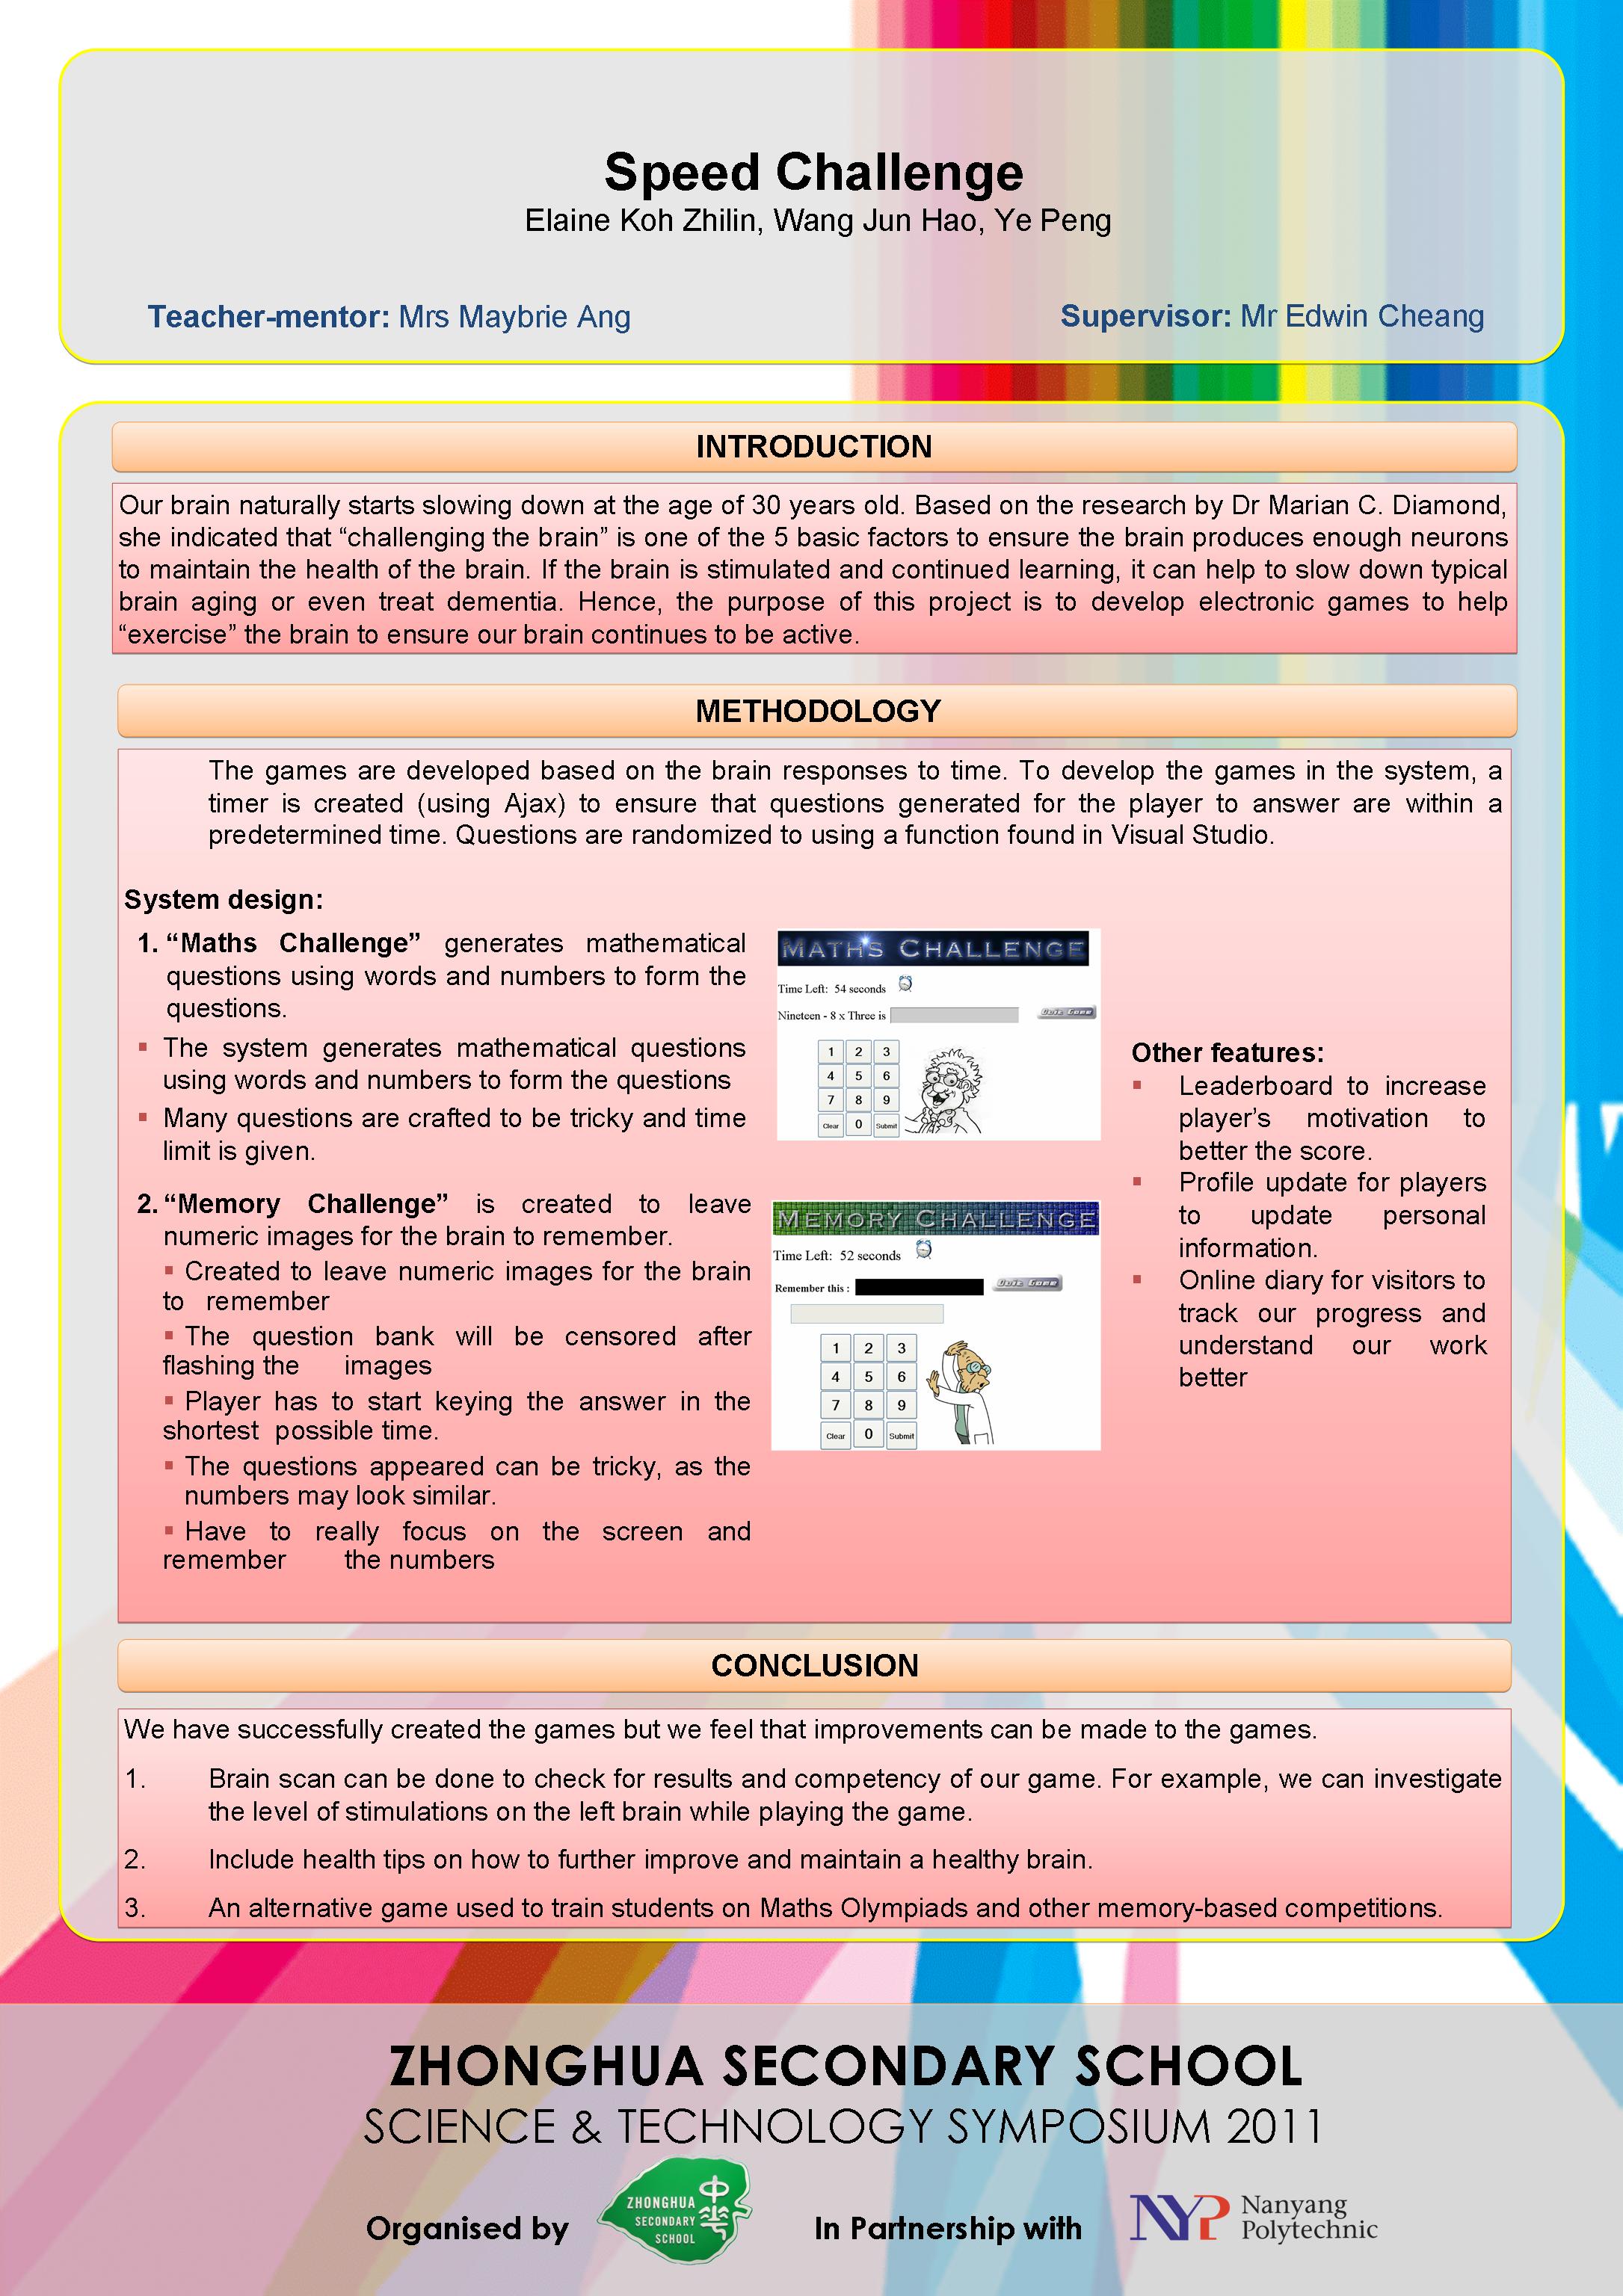 Speed Challenge
Elaine Koh Zhilin, Wang Jun Hao, Ye Peng
Teacher-mentor: Mrs Maybrie Ang
Supervisor: Mr Edwin Cheang
INTRODUCTION
Our brain naturally starts slowing down at the age of 30 years old. Based on the research by Dr Marian C. Diamond,
she indicated that “challenging the brain” is one of the 5 basic factors to ensure the brain produces enough neurons
to maintain the health of the brain. If the brain is stimulated and continued learning, it can help to slow down typical
brain aging or even treat dementia. Hence, the purpose of this project is to develop electronic games to help
“exercise” the brain to ensure our brain continues to be active.
METHODOLOGY
The games are developed based on the brain responses to time. To develop the games in the system, a
timer is created (using Ajax) to ensure that questions generated for the player to answer are within a
predetermined time. Questions are randomized to using a function found in Visual Studio.
System design:
1. “Maths Challenge” generates mathematical
questions using words and numbers to form the
questions.
▪ The system generates mathematical questions
using words and numbers to form the questions
▪ Many questions are crafted to be tricky and time
limit is given.
2. “Memory Challenge” is created to leave
numeric images for the brain to remember.
▪ Created to leave numeric images for the brain
to remember
▪ The question bank will be censored after
flashing the images
▪ Player has to start keying the answer in the
shortest possible time.
▪ The questions appeared can be tricky, as the
numbers may look similar.
▪ Have to really focus on the screen and
remember the numbers
MATHS CHALLENGE
Time Left: 54 seconds
Nineteen - 8 x Three is
Quit Game
1 2 3
4 5 6
7 8 9
Clear 0 Submit
MEMORY CHALLENGE
Time Left: 52 seconds
Remember this :
Quit Game
1 2 3
4 5 6
7 8 9
Clear 0 Submit
Other features:
▪ Leaderboard to increase
player’s motivation to
better the score.
▪ Profile update for players
to update personal
information.
▪ Online diary for visitors to
track our progress and
understand our work
better
CONCLUSION
We have successfully created the games but we feel that improvements can be made to the games.
1. Brain scan can be done to check for results and competency of our game. For example, we can investigate
the level of stimulations on the left brain while playing the game.
2. Include health tips on how to further improve and maintain a healthy brain.
3. An alternative game used to train students on Maths Olympiads and other memory-based competitions.
ZHONGHUA SECONDARY SCHOOL
SCIENCE & TECHNOLOGY SYMPOSIUM 2011
Organised by
ZHONGHUA
SECONDARY
SCHOOL
中华
In Partnership with
NYP
Nanyang
Polytechnic